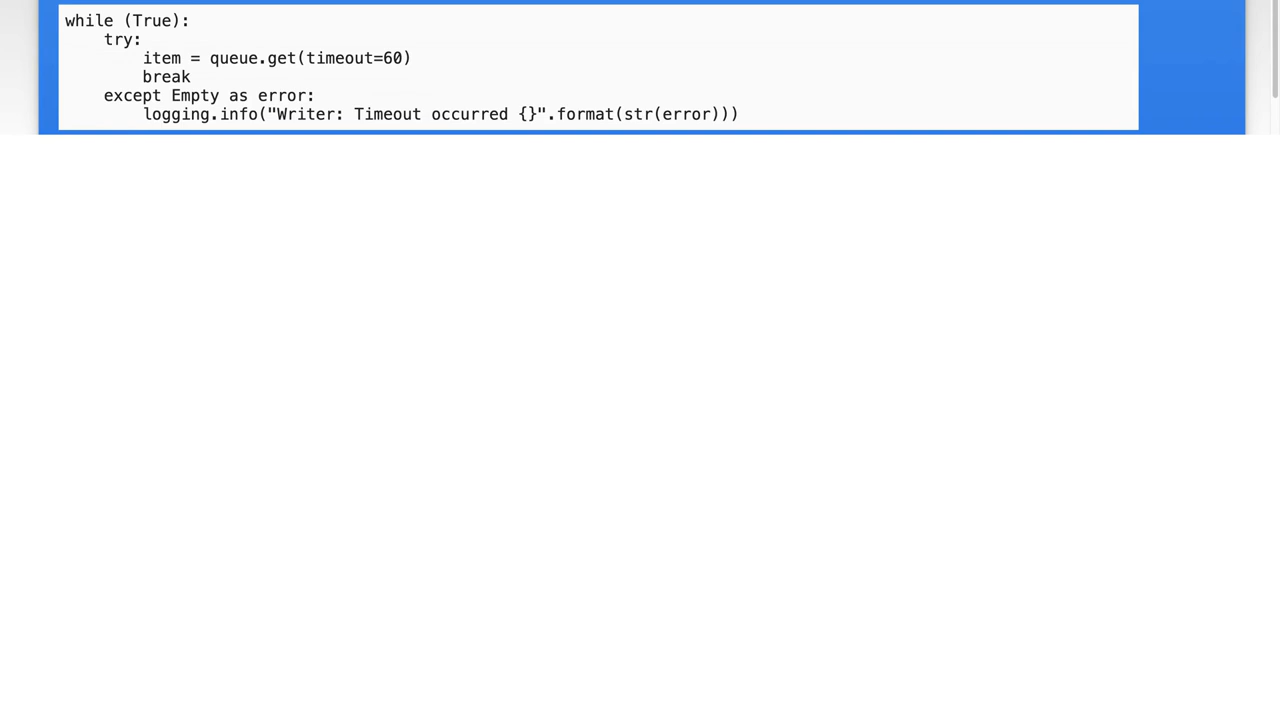 while (True):
    try:
        item = queue.get(timeout=60)
        break
    except Empty as error:
        logging.info("Writer: Timeout occurred {}".format(str(error)))